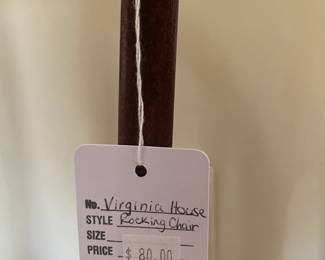 No. Virginia House
STYLE Rocking Chair
SIZE
PRICE $ 80.00